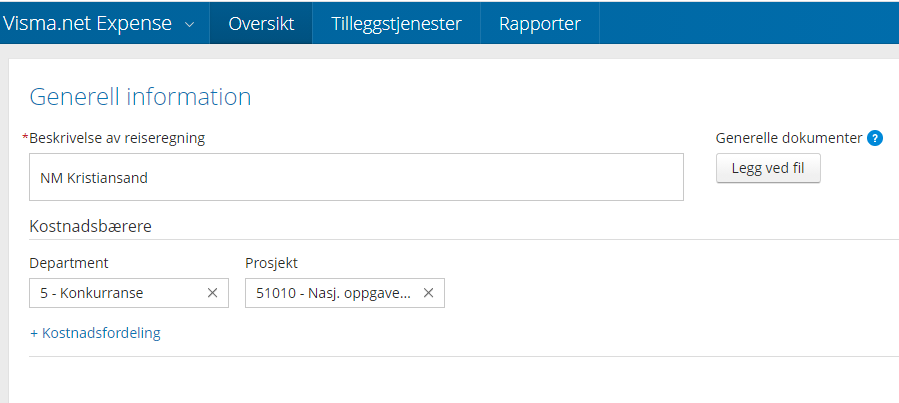 Visma.net Expense Oversikt Tilleggstjenester Rapporter
Generell information
*Beskrivelse av reiseregning
Generelle dokumenter ?
NM Kristiansand
Legg ved fil
Kostnadsbærere
Department Prosjekt
5 - Konkurranse × 51010 - Nasj. oppgave... ×
+ Kostnadsfordeling